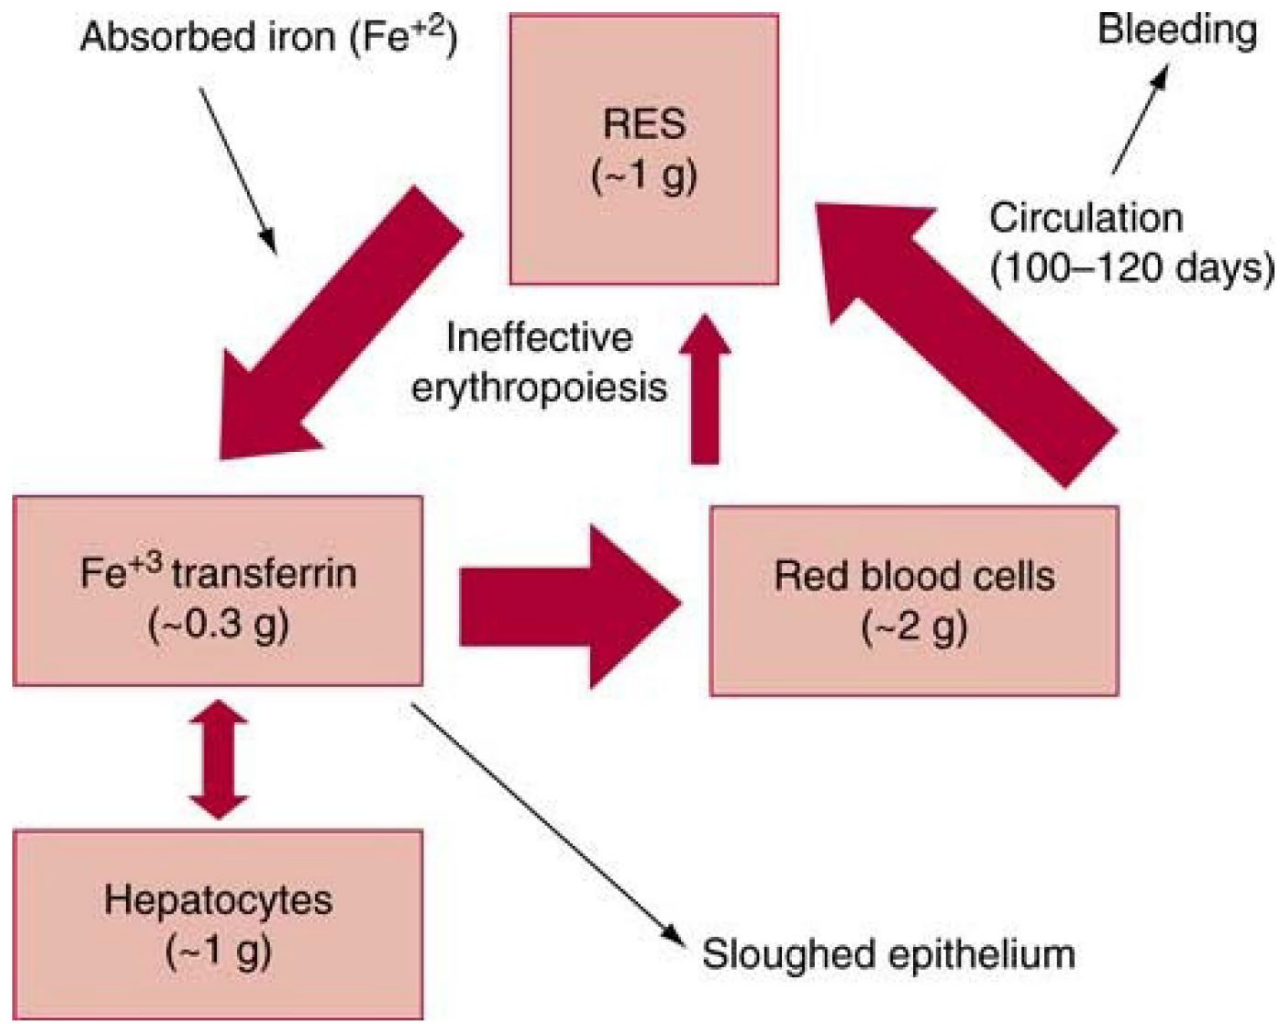 Absorbed iron (Fe+2)
Bleeding
RES
(~1 g)
Circulation
(100–120 days)
Ineffective
erythropoiesis
Fe+3 transferrin
(~0.3 g)
Red blood cells
(~2 g)
Hepatocytes
(~1 g)
Sloughed epithelium